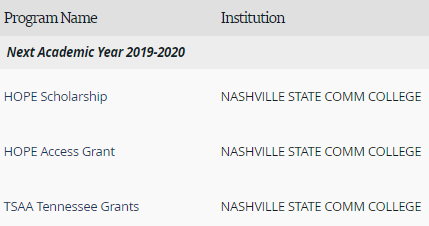 Program Name Institution
Next Academic Year 2019-2020
HOPE Scholarship NASHVILLE STATE COMM COLLEGE
HOPE Access Grant NASHVILLE STATE COMM COLLEGE
TSAA Tennessee Grants NASHVILLE STATE COMM COLLEGE